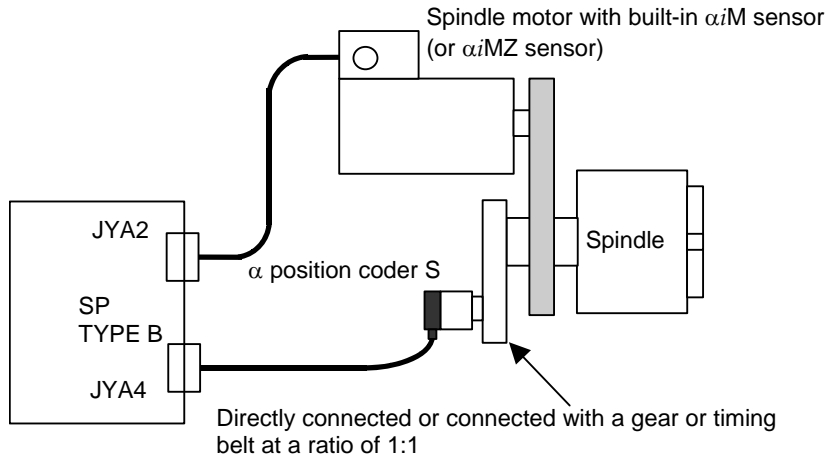 Spindle motor with built-in αiM sensor
(or αiMZ sensor)
JYA2
α position coder S
Spindle
SP
TYPE B
JYA4
Directly connected or connected with a gear or timing
belt at a ratio of 1:1